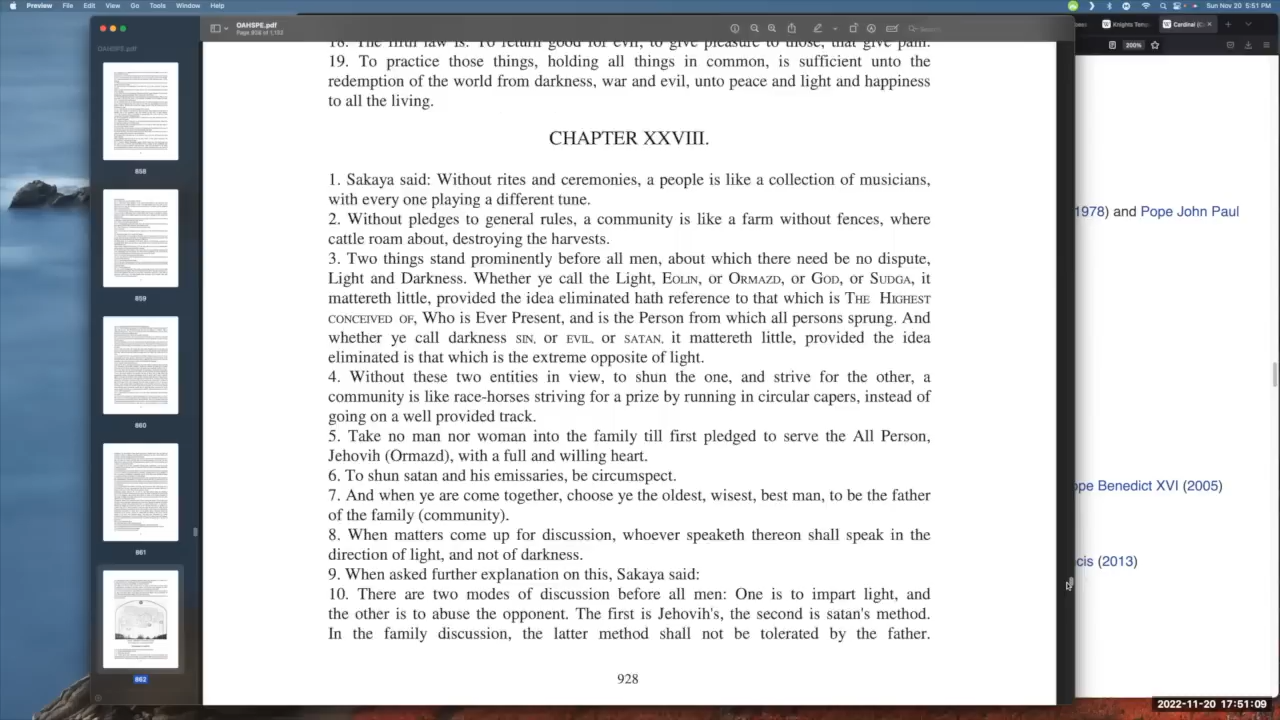 Preview File Edit View Go Tools Window Help
Sun Nov 20 5:51 PM
OAHSPE.pdf
Search
Knights Temp
Cardinal (C
200%
OAHSPE.pdf
18. The fifth law is: To return good for evil; to give pleasure to those, that give pain.
19. To practice those things, holding all things in common, is sufficient unto the
redemption of the world from darkness, war and evil, unto peace and light and happiness
to all the living.
CHAPTER XXVIII.
1. Sakaya said: Without rites and ceremonies, a people is like a collection of musicians,
with every one playing a different tune.
2. Without pledges to general rules, a community is like a farm without fences, where
cattle roam about, destroying the harvests.
3. Two things stand prominently before all men, about which there need be no dispute,
Light and Darkness. Whether ye call the Light, EOLIN, or ORMAZD, or GOD, or SUDGA, it
mattereth little, provided the idea eliminated hath reference to that which is THE HIGHEST
CONCEIVED OF, Who is Ever Present, and is the Person from which all persons sprung. And
whether ye call darkness SIN, or EVIL, or SATAN, it mattereth little, provided the idea
eliminated is that which is the extreme opposite of light.
4. Without these two entities in view, to shun the one, and strive for the other, a
community is like race-horses striving for a prize by running in circular capers, instead of
going on a well provided track.
5. Take no man nor woman into the family till first pledged to serve the All Person,
Jehovih (Ormazd), with a full and willing heart.
6. To shun satan and his emissaries be circumspect.
7. And when ye are come together, choose ye the oldest, wisest, best man to be the father
of the family (community).
8. When matters come up for discussion, whoever speaketh thereon shall speak in the
direction of light, and not of darkness.
9. When asked further explanation on this, Sakaya said:
10. There are two modes of discussion before all men: One is to impart light, and
the other is to abuse the opponent. The first is Jehovih's, the second is satan's method.
In the family discussion, the latter method shall not be tolerated by the father.
928
858
859
860
861
862
1978) and Pope John Paul
ope Benedict XVI (2005)
cis (2013)
2022-11-20 17:51:09